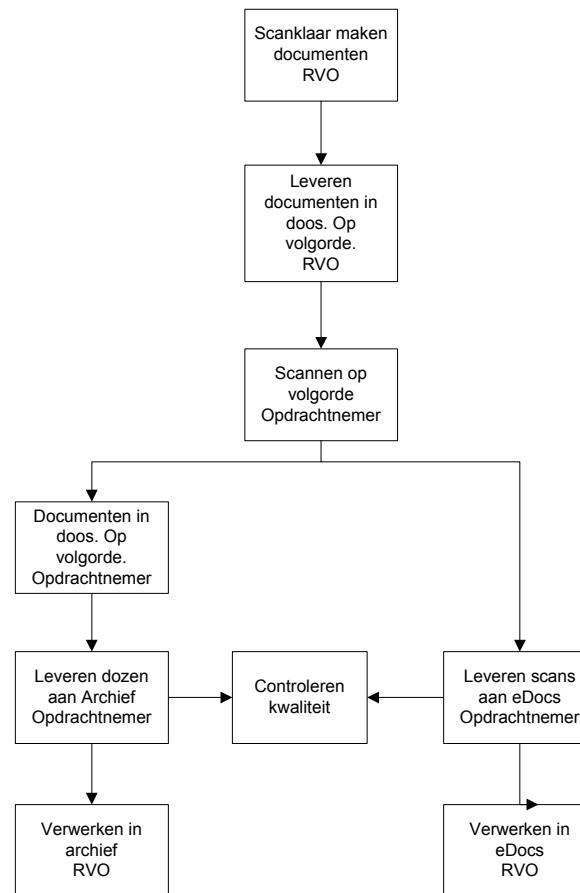 Scanklaar maken
documenten
RVO
Leveren
documenten in
doos. Op
volgorde.
RVO
Scannen op
volgorde
Opdrachtnemer
Documenten in
doos. Op
volgorde.
Opdrachtnemer
Leveren dozen
aan Archief
Opdrachtnemer
Controleren
kwaliteit
Leveren scans
aan eDocs
Opdrachtnemer
Verwerken in
archief
RVO
Verwerken in
eDocs
RVO